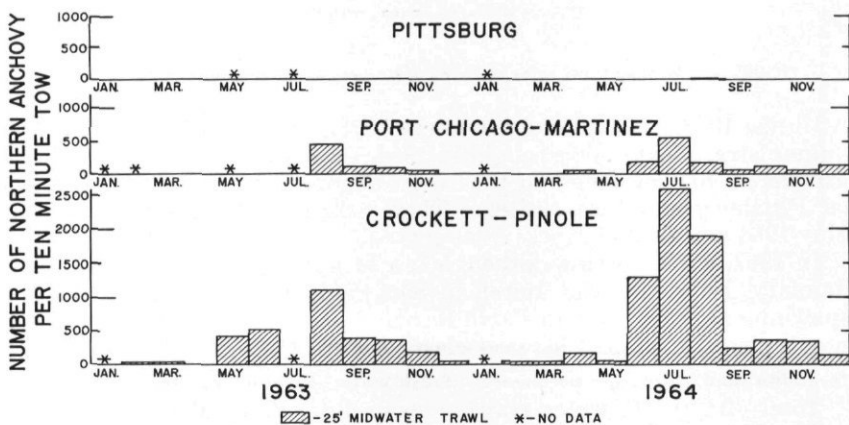 NUMBER OF NORTHERN ANCHOVY
PER TEN MINUTE TOW
PITTSBURG
1000
500
0
JAN. MAR. MAY JUL. SEP. NOV. JAN. MAR. MAY JUL. SEP. NOV.
PORT CHICAGO-MARTINEZ
1000
500
0
JAN. MAR. MAY JUL. SEP. NOV. JAN. MAR. MAY JUL. SEP. NOV.
CROCKETT-PINOLE
2500
2000
1500
1000
500
0
JAN. MAR. MAY JUL. SEP. NOV. JAN. MAR. MAY JUL. SEP. NOV.
1963 1964
-25' MIDWATER TRAWL *-NO DATA